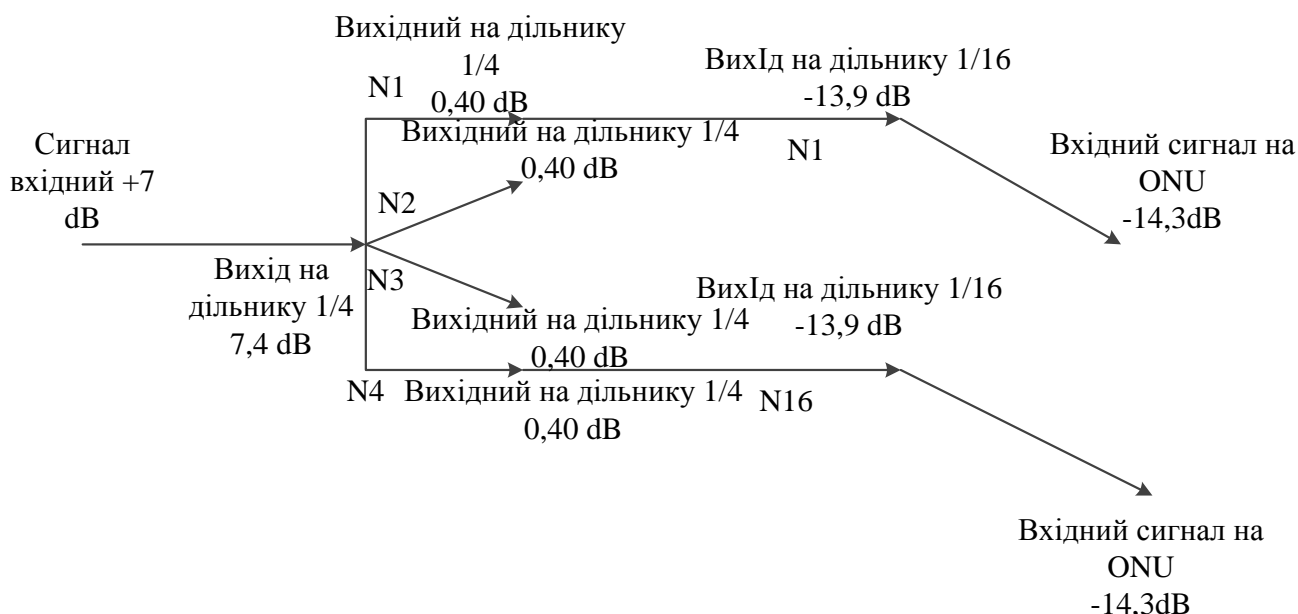 Вихідний на дільнику
1/4
0,40 dB
N1
ВихІд на дільнику 1/16
-13,9 dB
N1
Вихідний на дільнику 1/4
0,40 dB
N2
Сигнал
вхідний +7
dB
Вхідний сигнал на
ONU
-14,3dB
Вихід на
дільнику 1/4
7,4 dB
N3
Вихідний на дільнику 1/4
0,40 dB
ВихІд на дільнику 1/16
-13,9 dB
N4
Вихідний на дільнику 1/4
0,40 dB
N16
Вхідний сигнал на
ONU
-14,3dB